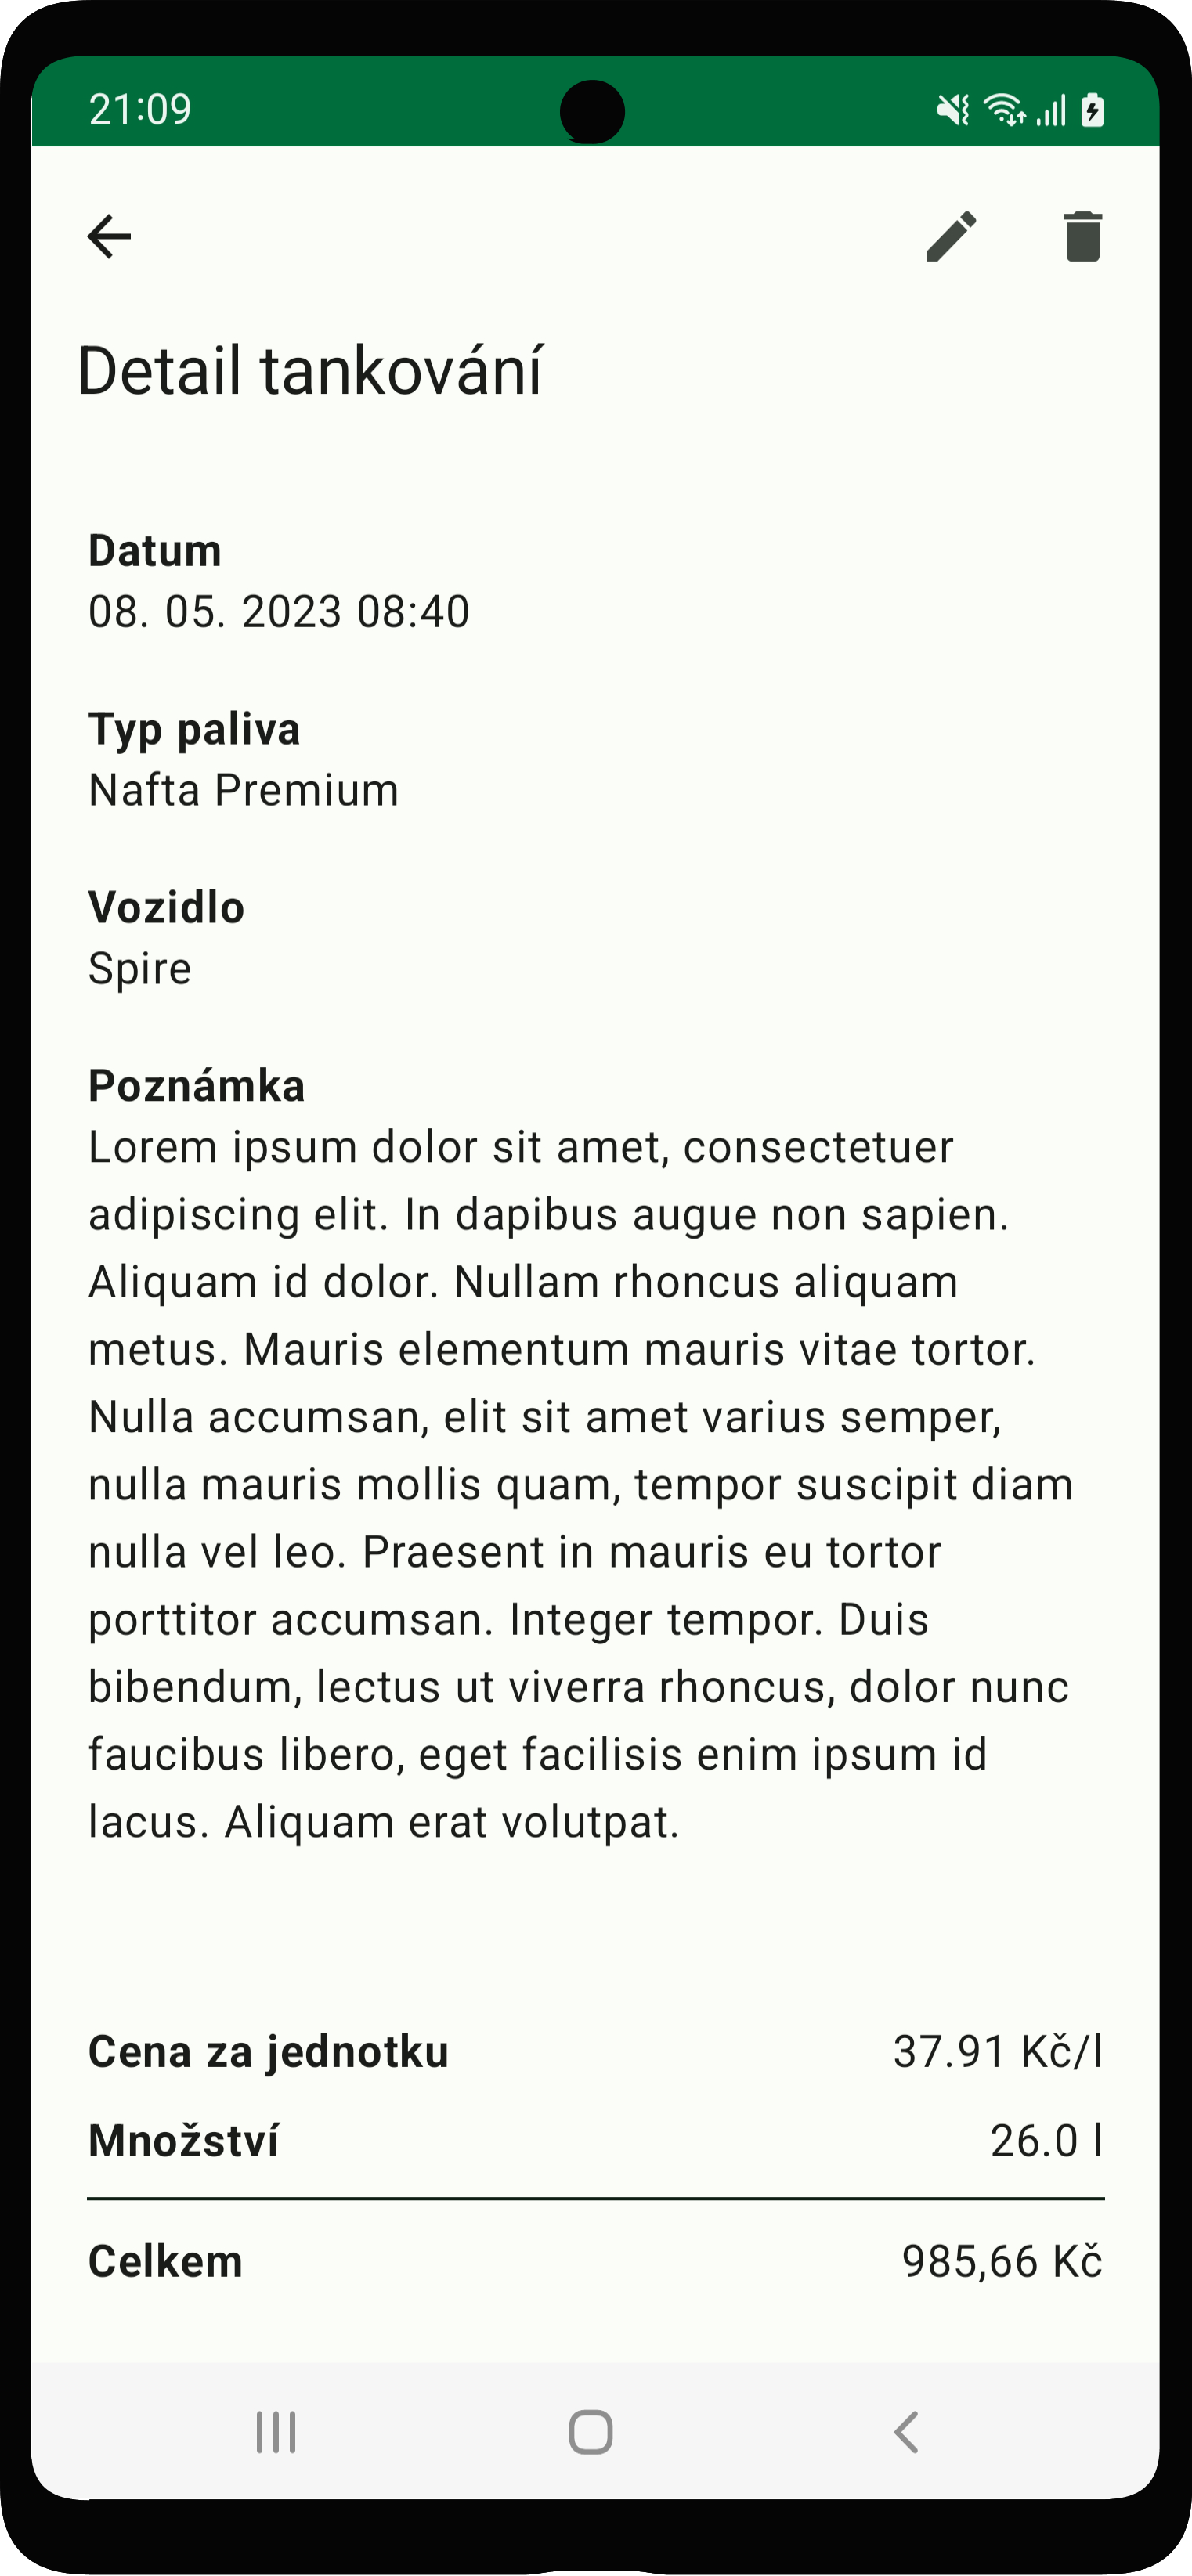 21:09
Detail tankování
Datum
08. 05. 2023 08:40
Typ paliva
Nafta Premium
Vozidlo
Spire
Poznámka
Lorem ipsum dolor sit amet, consectetuer
adipiscing elit. In dapibus augue non sapien.
Aliquam id dolor. Nullam rhoncus aliquam
metus. Mauris elementum mauris vitae tortor.
Nulla accumsan, elit sit amet varius semper,
nulla mauris mollis quam, tempor suscipit diam
nulla vel leo. Praesent in mauris eu tortor
porttitor accumsan. Integer tempor. Duis
bibendum, lectus ut viverra rhoncus, dolor nunc
faucibus libero, eget facilisis enim ipsum id
lacus. Aliquam erat volutpat.
Cena za jednotku 37.91 Kč/l
Množství 26.0 l
Celkem 985,66 Kč